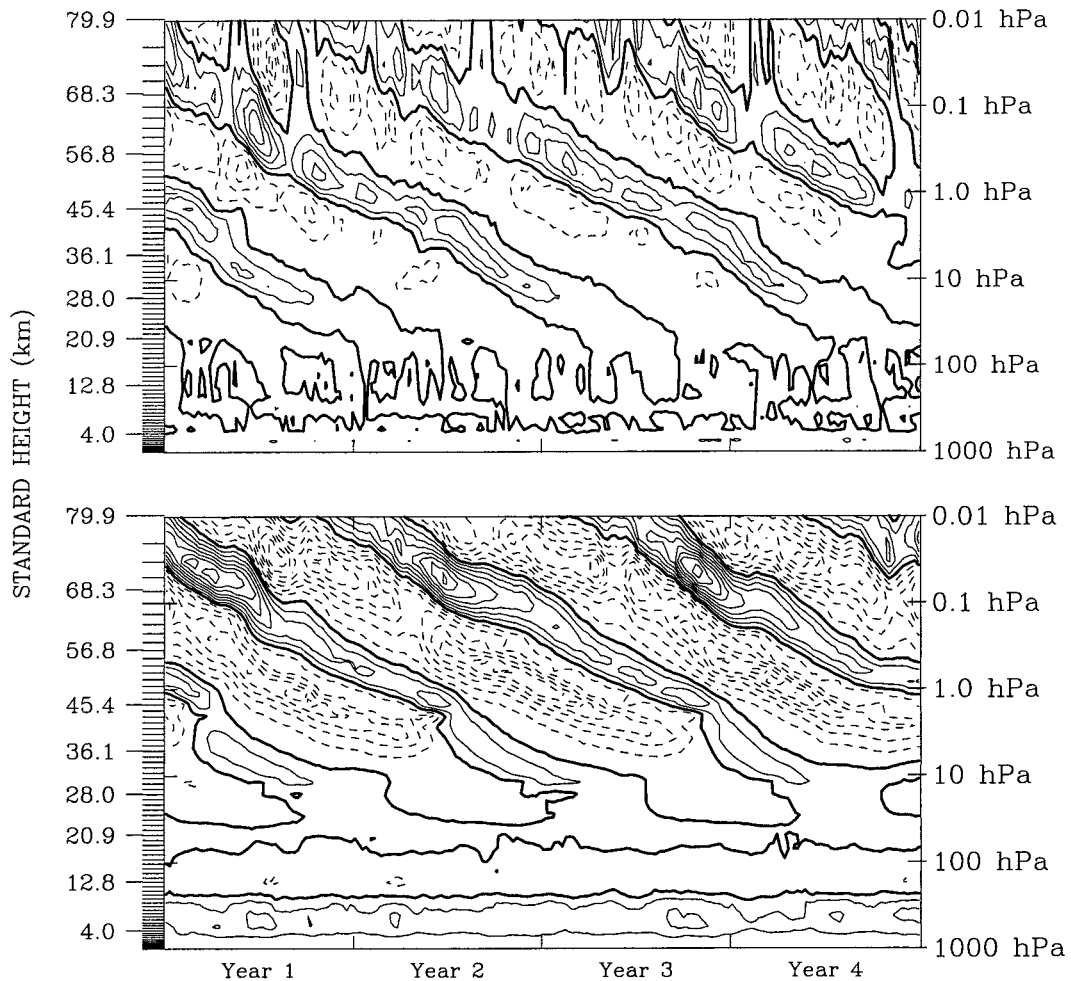 STANDARD HEIGHT (km)
79.9
68.3
56.8
45.4
36.1
28.0
20.9
12.8
4.0
0.01 hPa
0.1 hPa
1.0 hPa
10 hPa
100 hPa
1000 hPa
79.9
68.3
56.8
45.4
36.1
28.0
20.9
12.8
4.0
0.01 hPa
0.1 hPa
1.0 hPa
10 hPa
100 hPa
1000 hPa
Year 1 Year 2 Year 3 Year 4